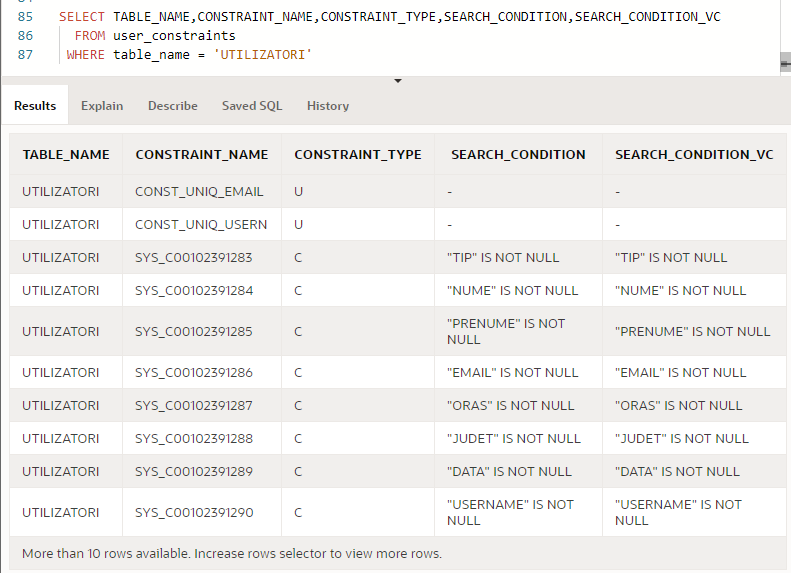 85 SELECT TABLE_NAME,CONSTRAINT_NAME,CONSTRAINT_TYPE,SEARCH_CONDITION,SEARCH_CONDITION_VC
86 FROM user_constraints
87 WHERE table_name = 'UTILIZATORI'
Results Explain Describe Saved SQL History
TABLE_NAME CONSTRAINT_NAME CONSTRAINT_TYPE SEARCH_CONDITION SEARCH_CONDITION_VC
UTILIZATORI CONST_UNIQ_EMAIL U - -
UTILIZATORI CONST_UNIQ_USERN U - -
UTILIZATORI SYS_C00102391283 C "TIP" IS NOT NULL "TIP" IS NOT NULL
UTILIZATORI SYS_C00102391284 C "NUME" IS NOT NULL "NUME" IS NOT NULL
UTILIZATORI SYS_C00102391285 C "PRENUME" IS NOT
NULL "PRENUME" IS NOT NULL
UTILIZATORI SYS_C00102391286 C "EMAIL" IS NOT NULL "EMAIL" IS NOT NULL
UTILIZATORI SYS_C00102391287 C "ORAS" IS NOT NULL "ORAS" IS NOT NULL
UTILIZATORI SYS_C00102391288 C "JUDET" IS NOT NULL "JUDET" IS NOT NULL
UTILIZATORI SYS_C00102391289 C "DATA" IS NOT NULL "DATA" IS NOT NULL
UTILIZATORI SYS_C00102391290 C "USERNAME" IS NOT
NULL "USERNAME" IS NOT
NULL
More than 10 rows available. Increase rows selector to view more rows.